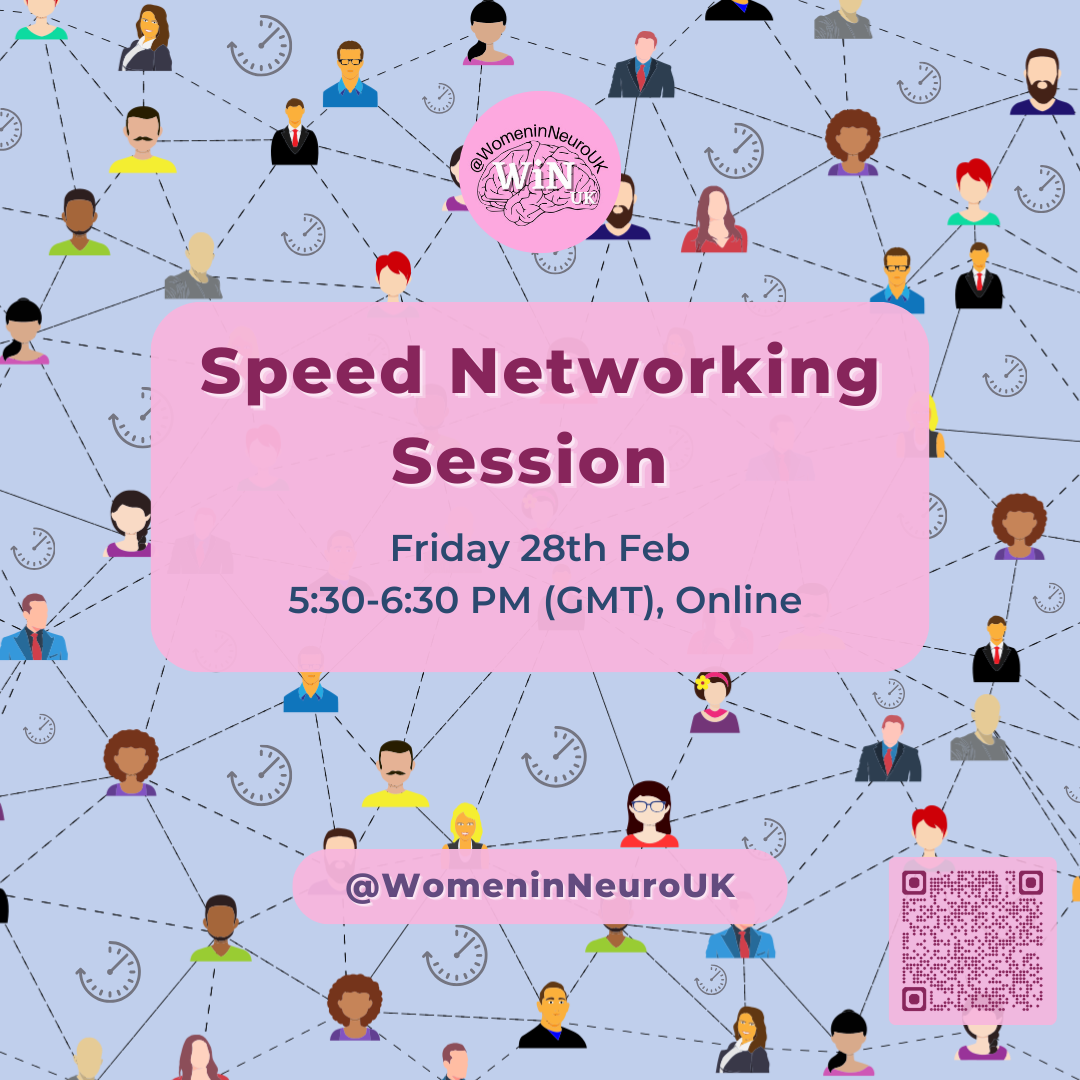 @WomeninNeuroUK
WiN
UK
Speed Networking
Session
Friday 28th Feb
5:30-6:30 PM (GMT), Online
@WomeninNeuroUK